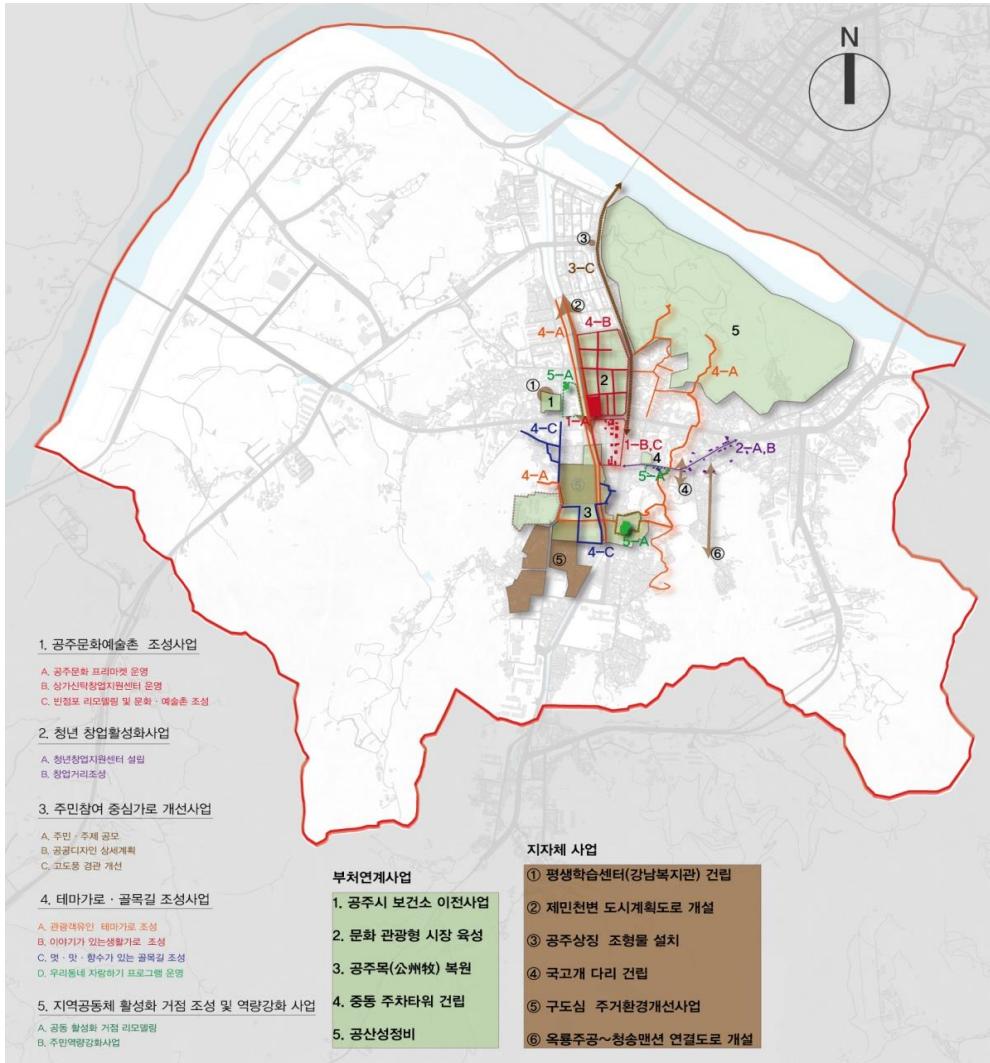 N
③
3-C
②
4-B
4-A
5
5-A
2
①
1
4-A
1-A
4-C
1-B,C
2-A,B
4
5-A
④
4-A
⑤
3
5-A
⑥
4-C
⑤
1. 공주문화예술촌 조성사업
A. 공주문화 프리마켓 운영
B. 상가신탁창업지원센터 운영
C. 빈점포 리모델링 및 문화·예술촌 조성
2. 청년 창업활성화사업
A. 청년창업지원센터 설립
B. 창업거리조성
3. 주민참여 중심가로 개선사업
A. 주민·주제 공모
B. 공공디자인 상세계획
C. 고도풍 경관 개선
4. 테마가로·골목길 조성사업
A. 관광객유인 테마가로 조성
B. 이야기가 있는생활가로 조성
C. 멋·맛·향수가 있는 골목길 조성
D. 우리동네 자랑하기 프로그램 운영
5. 지역공동체 활성화 거점 조성 및 역량강화 사업
A. 공동 활성화 거점 리모델링
B. 주민역량강화사업
부처연계사업
1. 공주시 보건소 이전사업
2. 문화 관광형 시장 육성
3. 공주목(公州牧) 복원
4. 중동 주차타워 건립
5. 공산성정비
지자체 사업
① 평생학습센터(강남복지관) 건립
② 제민천변 도시계획도로 개설
③ 공주상징 조형물 설치
④ 국고개 다리 건립
⑤ 구도심 주거환경개선사업
⑥ 옥룡주공~청송맨션 연결도로 개설